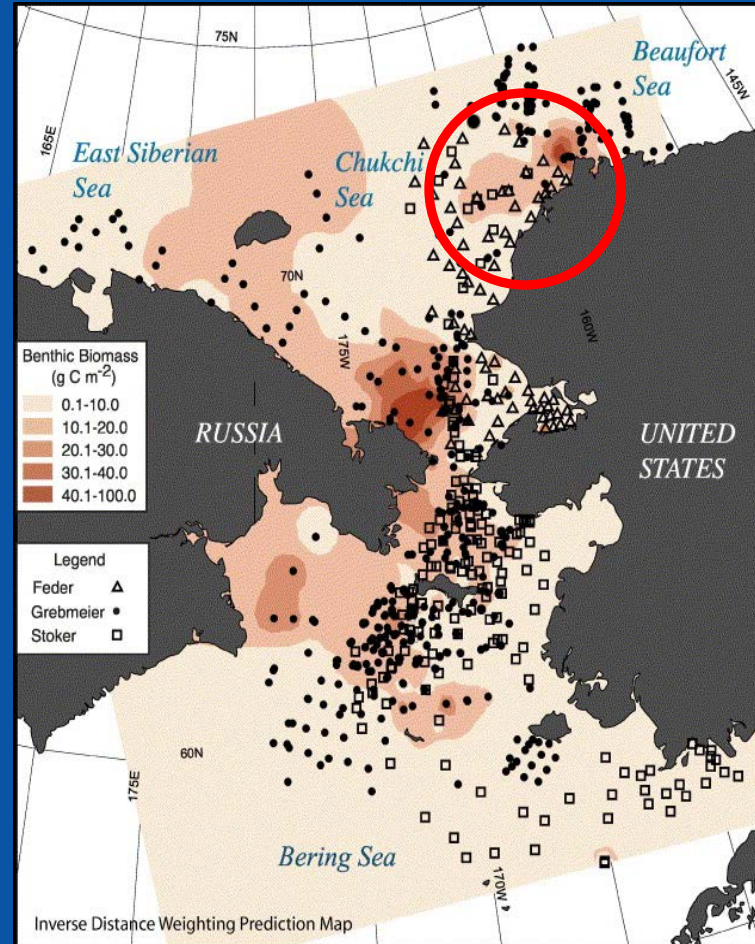 75N
Beaufort
Sea
145W
165E
East Siberian
Sea
Chukchi
Sea
70N
175W
160W
Benthic Biomass
(g C m-2)
0.1-10.0
10.1-20.0
20.1-30.0
30.1-40.0
40.1-100.0
RUSSIA
UNITED
STATES
Legend
Feder
Grebmeier
Stoker
60N
175E
Bering Sea
170W
Inverse Distance Weighting Prediction Map